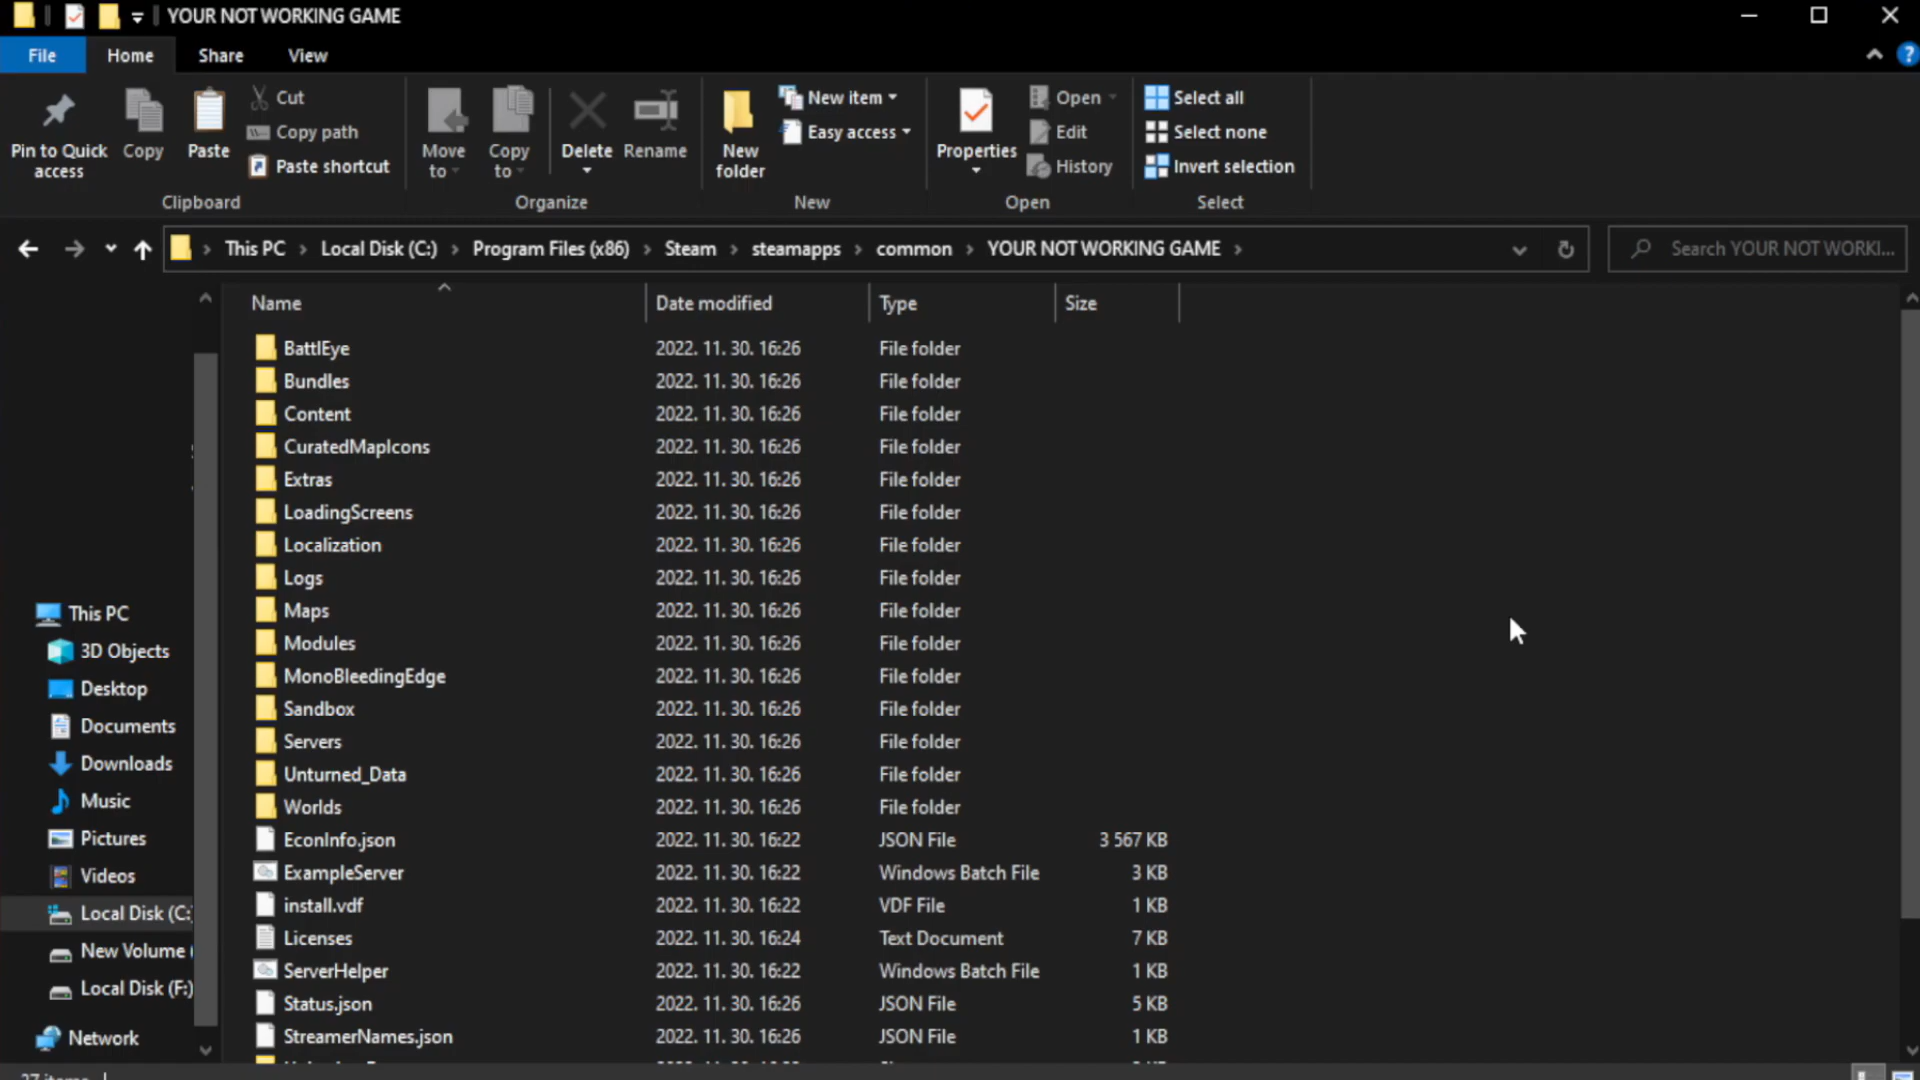 YOUR NOT WORKING GAME
File Home Share View
Pin to Quick access
Copy
Paste
Cut
Copy path
Paste shortcut
Clipboard
Move to
Copy to
Delete
Rename
Organize
New folder
New item
Easy access
New
Properties
Open
Edit
History
Open
Select all
Select none
Invert selection
Select
This PC Local Disk (C:) Program Files (x86) Steam steamapps common YOUR NOT WORKING GAME
Search YOUR NOT WORKI...
Name Date modified Type Size
BattlEye 2022. 11. 30. 16:26 File folder
Bundles 2022. 11. 30. 16:26 File folder
Content 2022. 11. 30. 16:26 File folder
CuratedMapIcons 2022. 11. 30. 16:26 File folder
Extras 2022. 11. 30. 16:26 File folder
LoadingScreens 2022. 11. 30. 16:26 File folder
Localization 2022. 11. 30. 16:26 File folder
Logs 2022. 11. 30. 16:26 File folder
Maps 2022. 11. 30. 16:26 File folder
Modules 2022. 11. 30. 16:26 File folder
MonoBleedingEdge 2022. 11. 30. 16:26 File folder
Sandbox 2022. 11. 30. 16:26 File folder
Servers 2022. 11. 30. 16:26 File folder
Unturned_Data 2022. 11. 30. 16:26 File folder
Worlds 2022. 11. 30. 16:26 File folder
EconInfo.json 2022. 11. 30. 16:22 JSON File 3 567 KB
ExampleServer 2022. 11. 30. 16:22 Windows Batch File 3 KB
install.vdf 2022. 11. 30. 16:22 VDF File 1 KB
Licenses 2022. 11. 30. 16:24 Text Document 7 KB
ServerHelper 2022. 11. 30. 16:22 Windows Batch File 1 KB
Status.json 2022. 11. 30. 16:26 JSON File 5 KB
StreamerNames.json 2022. 11. 30. 16:26 JSON File 1 KB
This PC
3D Objects
Desktop
Documents
Downloads
Music
Pictures
Videos
Local Disk (C:
New Volume (
Local Disk (F:)
Network